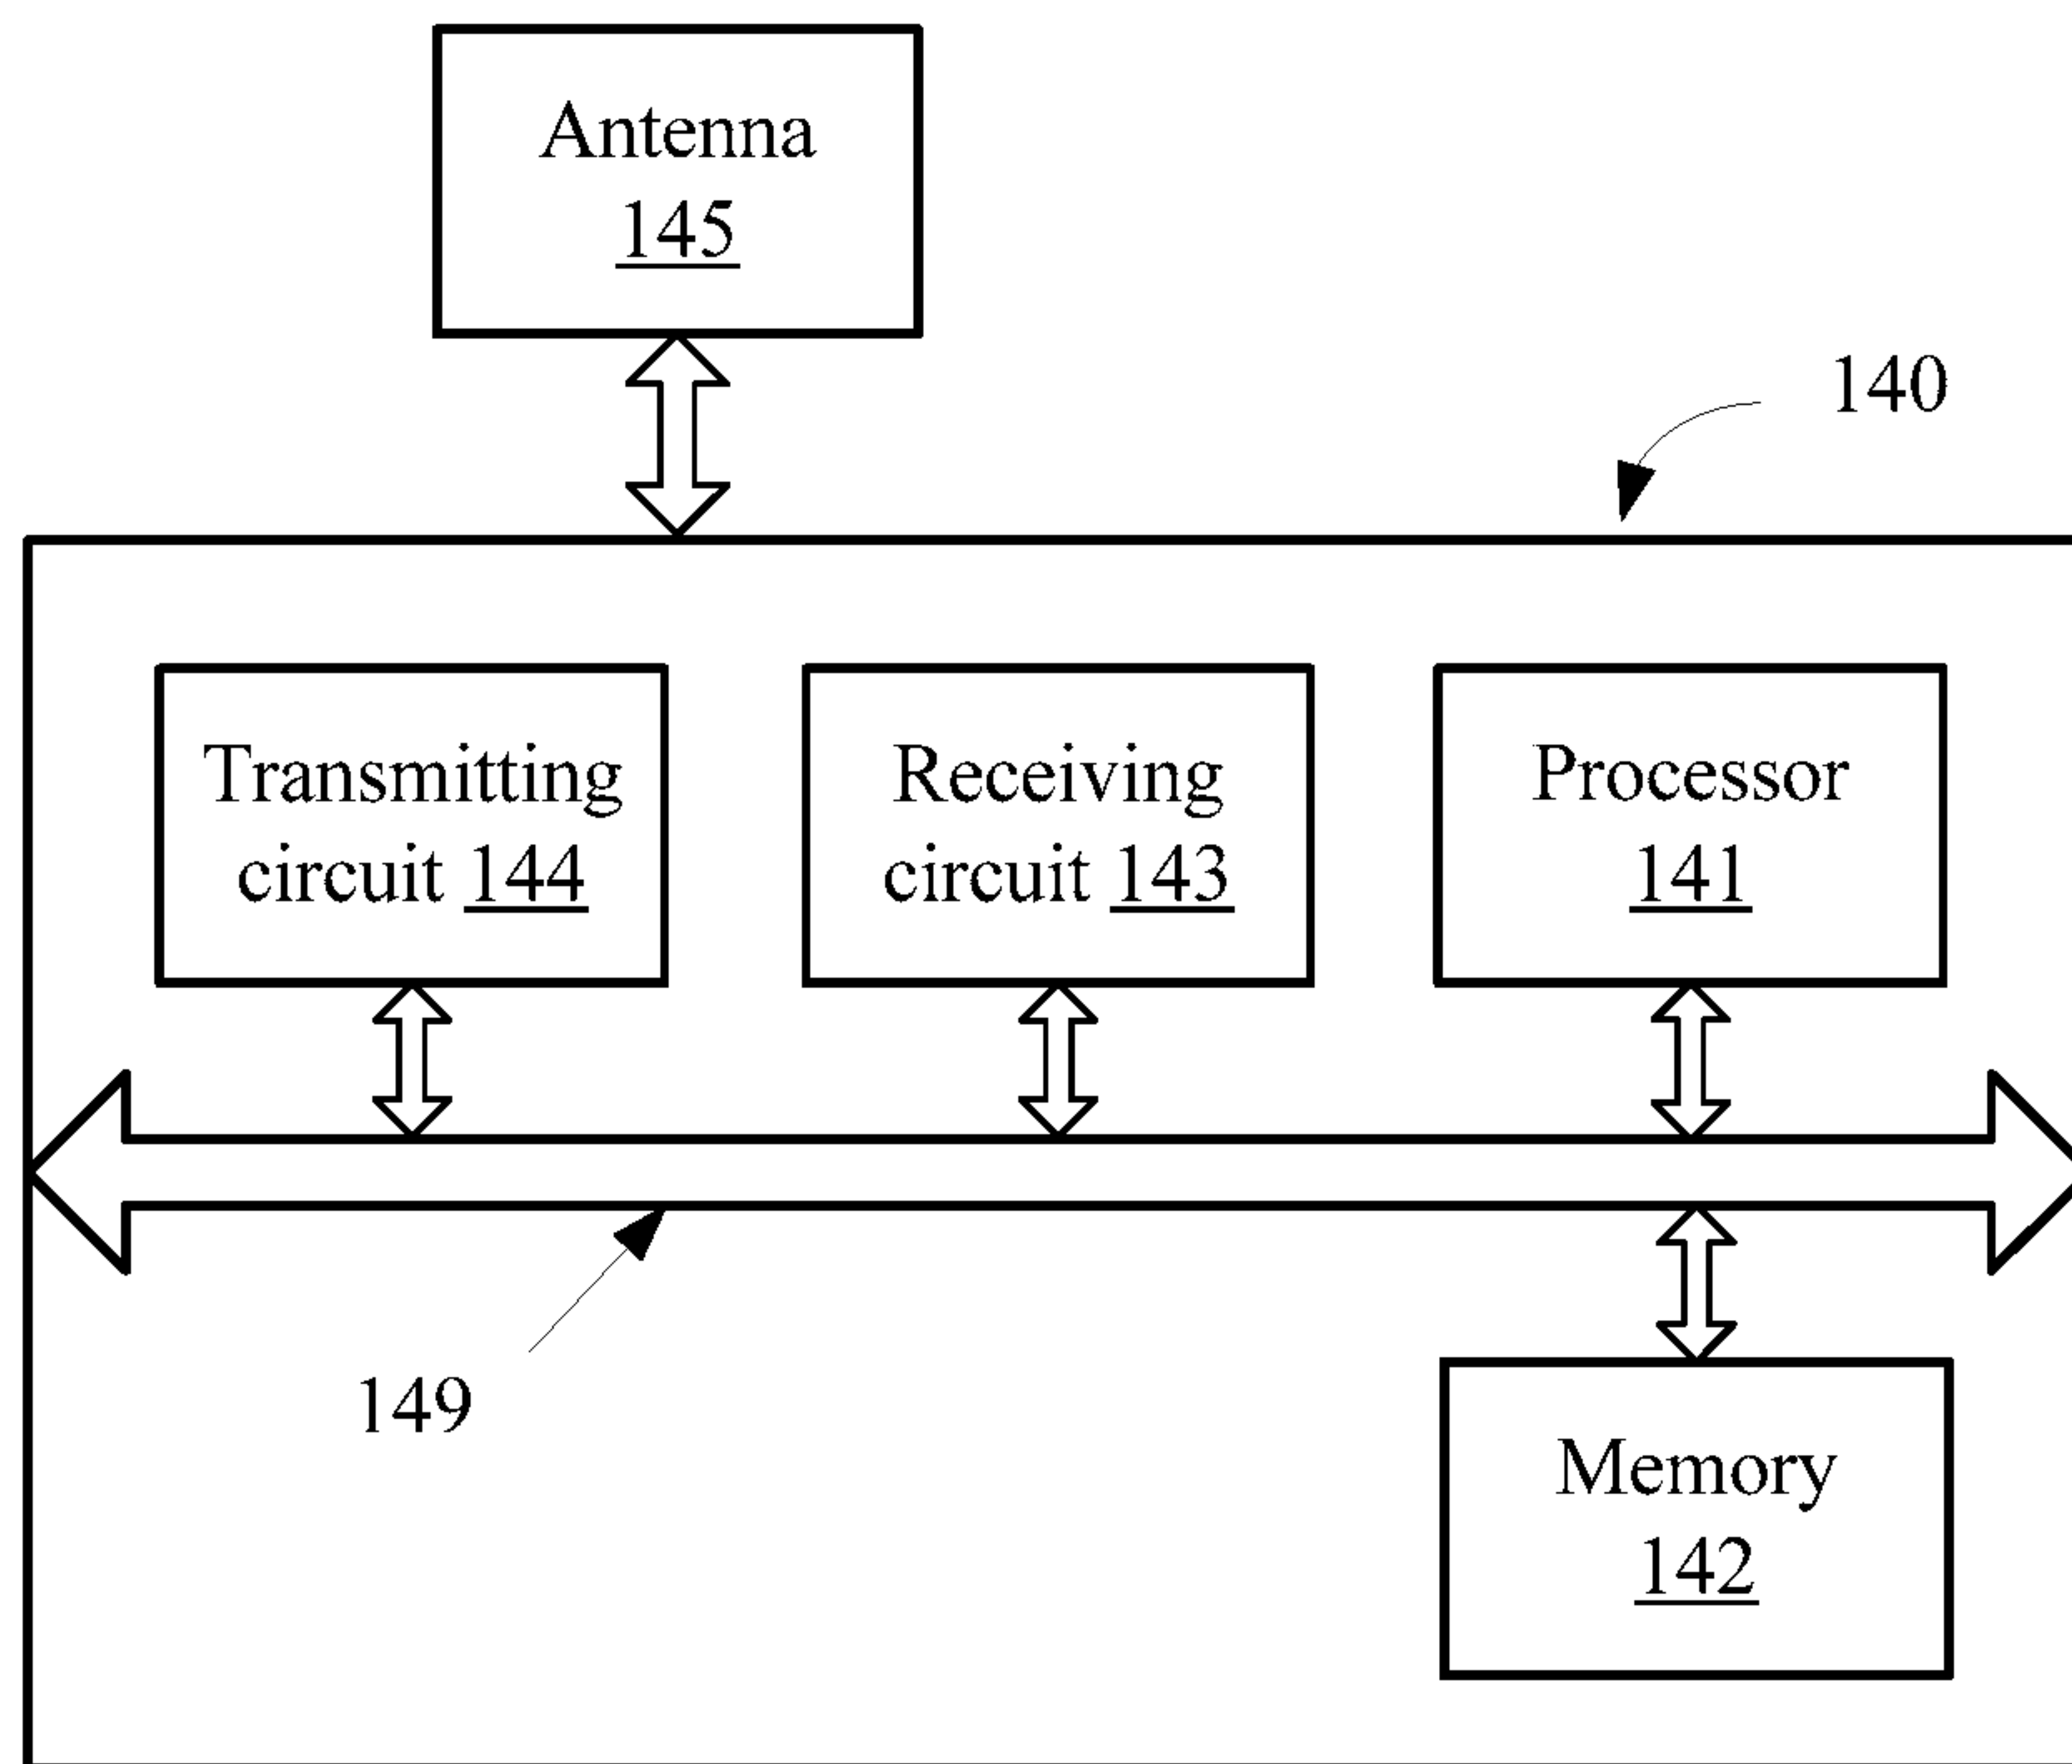 Antenna
145
140
Transmitting
circuit 144
Receiving
circuit 143
Processor
141
149
Memory
142